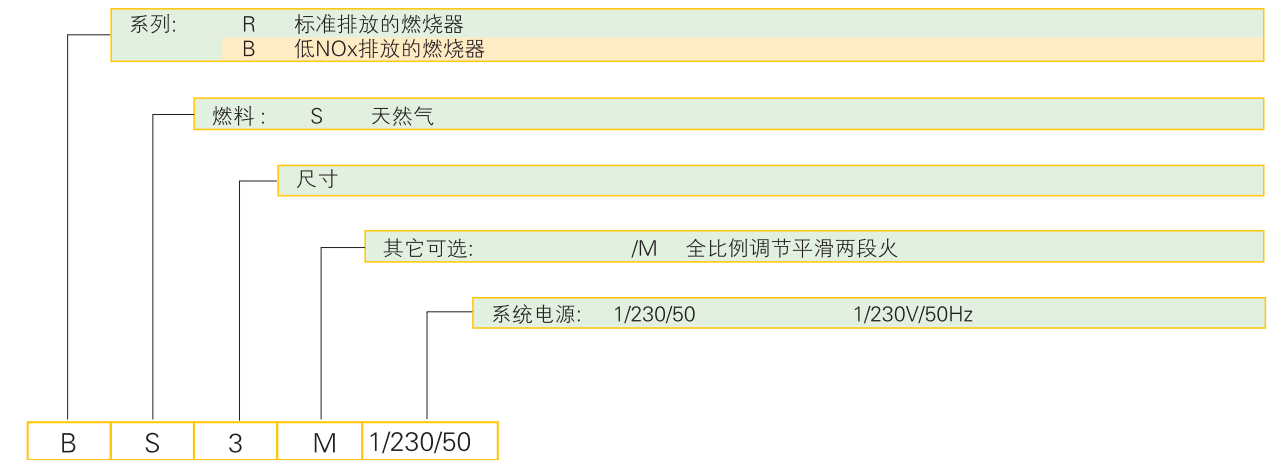 系列: R 标准排放的燃烧器
B 低NOx排放的燃烧器
燃料 : S 天然气
尺寸
其它可选: /M 全比例调节平滑两段火
系统电源: 1/230/50 1/230V/50Hz
B S 3 M 1/230/50